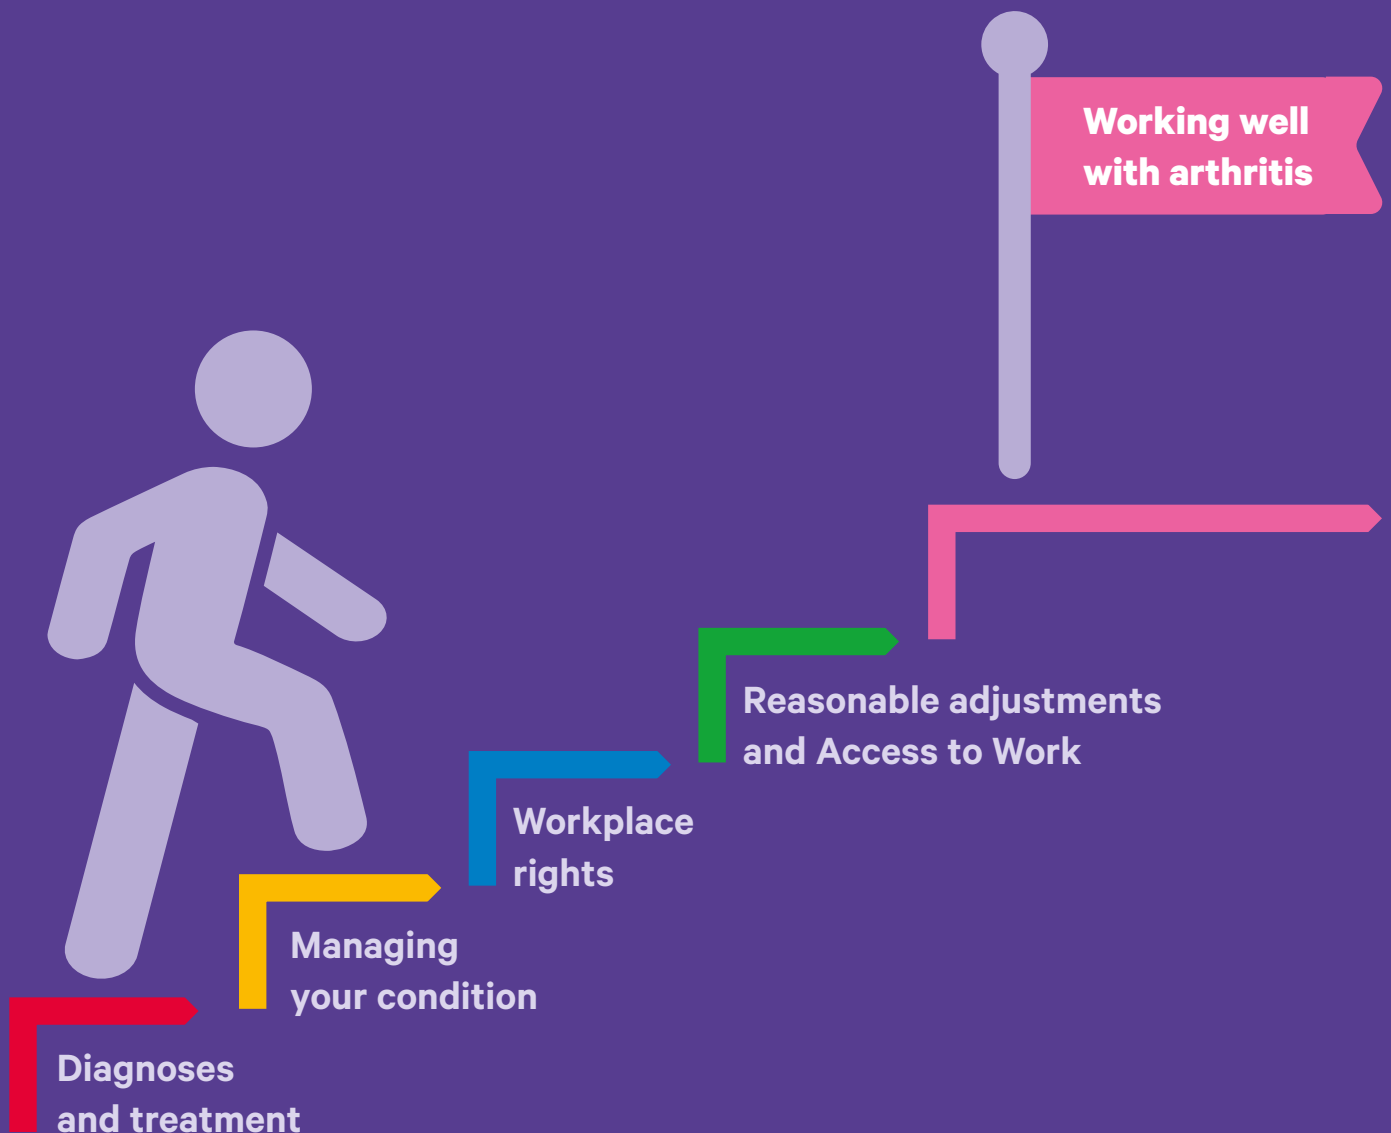 Working well
with arthritis
Reasonable adjustments
and Access to Work
Workplace
rights
Managing
your condition
Diagnoses
and treatment